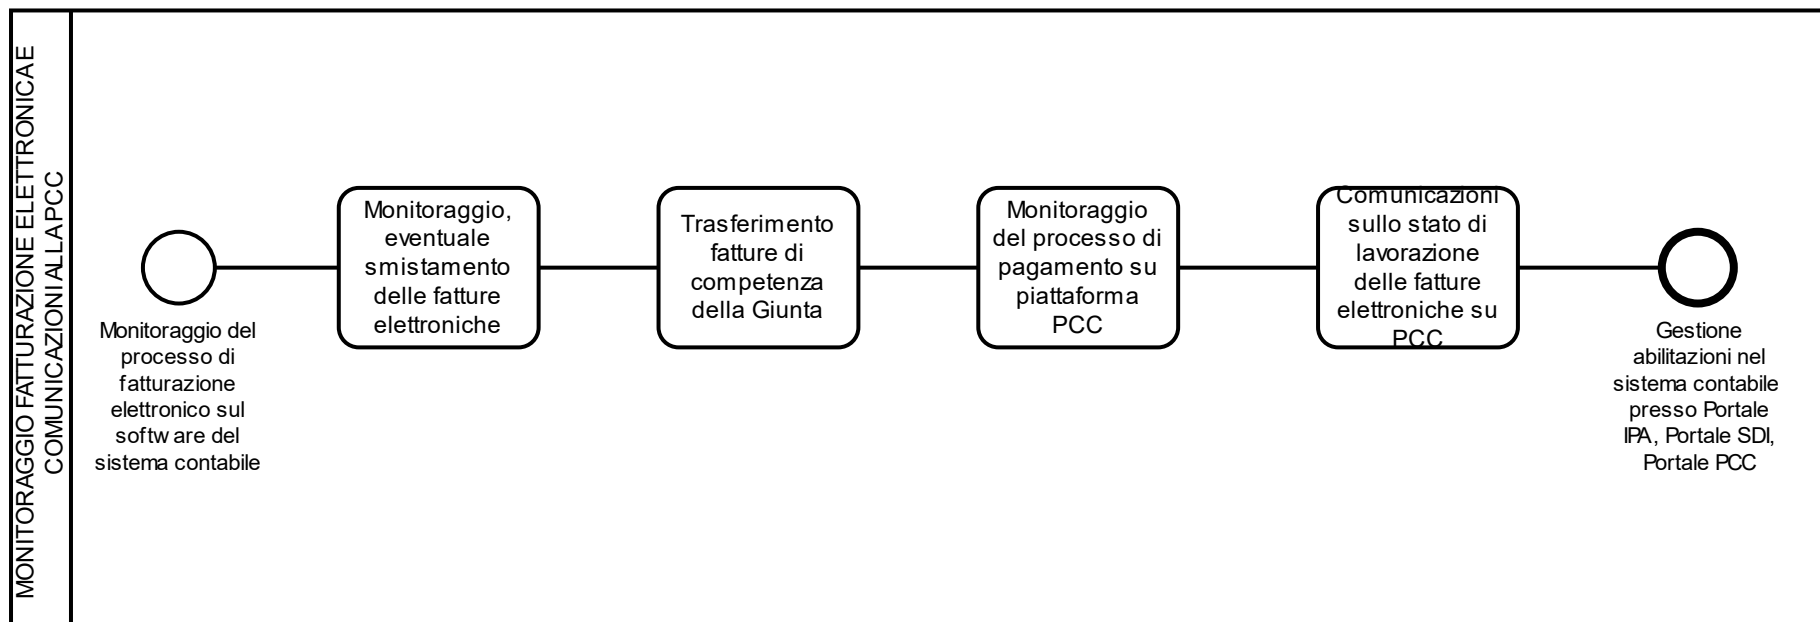 MONITORAGGIO FATTURAZIONE ELETTRONICA E
COMUNICAZIONI ALLA PCC
Monitoraggio del
processo di
fatturazione
elettronico sul
software del
sistema contabile
Monitoraggio,
eventuale
smistamento
delle fatture
elettroniche
Trasferimento
fatture di
competenza
della Giunta
Monitoraggio
del processo di
pagamento su
piattaforma
PCC
Comunicazioni
sullo stato di
lavorazione
delle fatture
elettroniche su
PCC
Gestione
abilitazioni nel
sistema contabile
presso Portale
IPA, Portale SDI,
Portale PCC